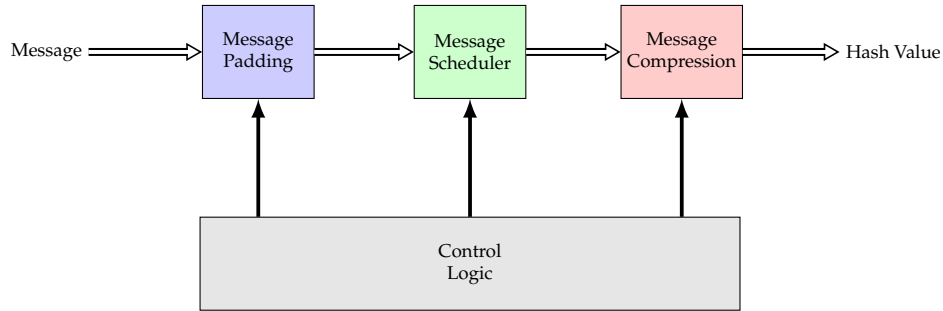 Message
Message
Padding
Message
Scheduler
Message
Compression
Hash Value
Control
Logic